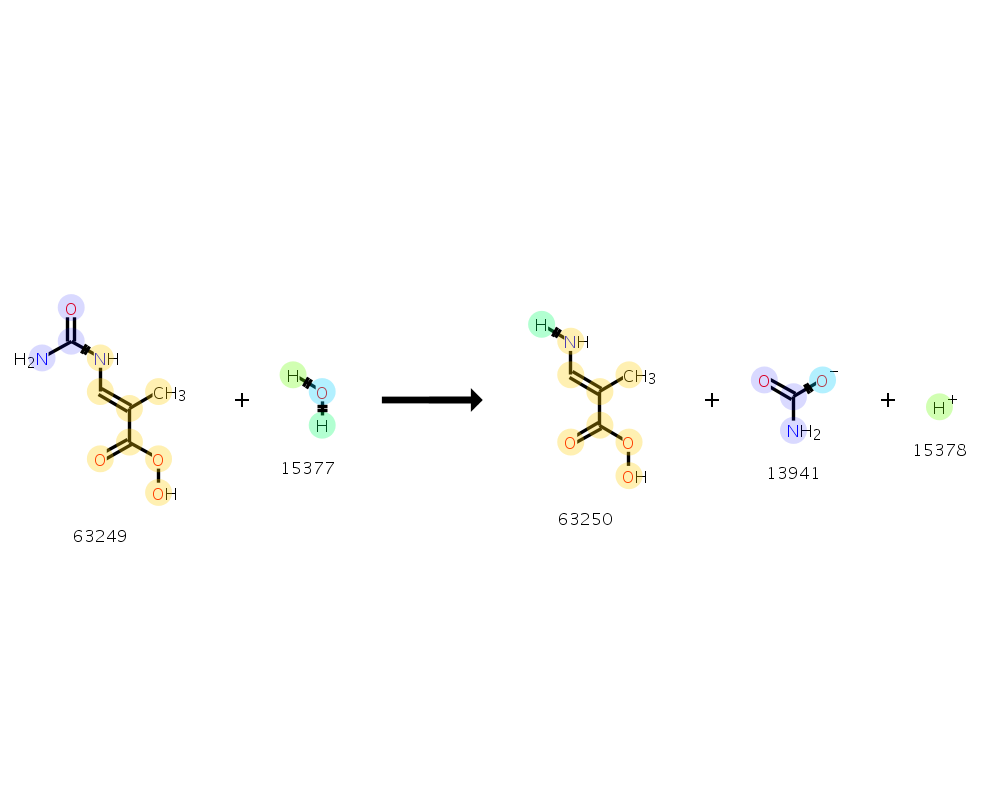 O
H₂N
NH
CH₃
O
O
OH
63249
+
H
O
H
15377
H
NH
CH₃
O
O
OH
63250
+
O
O⁻
NH₂
13941
+
H⁺
15378